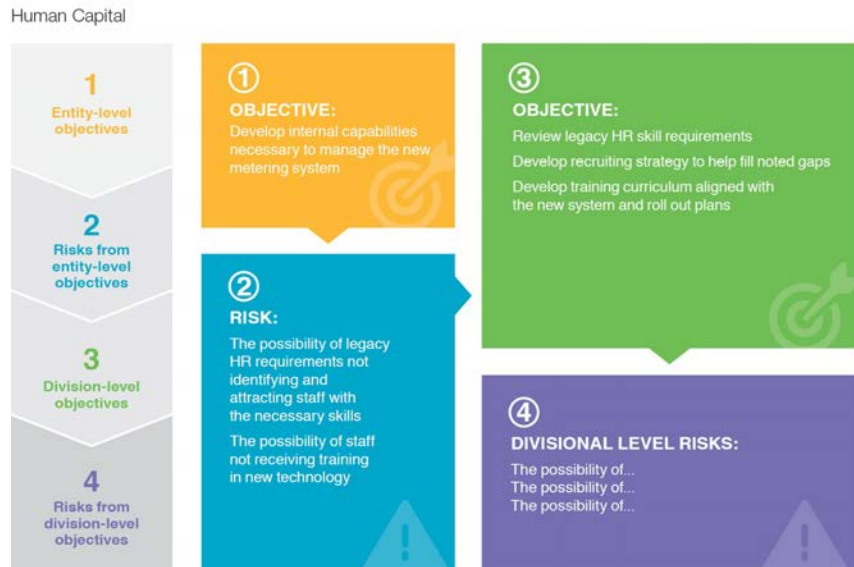 Human Capital
1
Entity-level
objectives
2
Risks from
entity-level
objectives
3
Division-level
objectives
4
Risks from
division-level
objectives
1
OBJECTIVE:
Develop internal capabilities
necessary to manage the new
metering system
2
RISK:
The possibility of legacy
HR requirements not
identifying and
attracting staff with
the necessary skills
The possibility of staff
not receiving training
in new technology
3
OBJECTIVE:
Review legacy HR skill requirements
Develop recruiting strategy to help fill noted gaps
Develop training curriculum aligned with
the new system and roll out plans
4
DIVISIONAL LEVEL RISKS:
The possibility of...
The possibility of...
The possibility of...